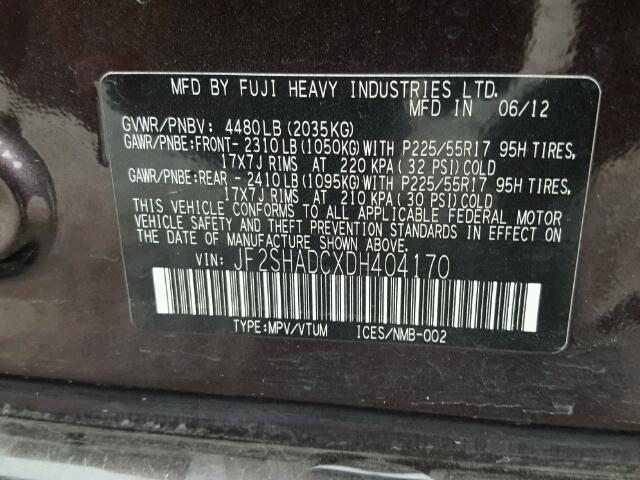 MFD BY FUJI HEAVY INDUSTRIES LTD.
MFD IN 06/12
GVWR/PNBV: 4480LB (2035KG)
GAWR/PNBE:FRONT- 2310LB(1050KG)WITH P225/55R17 95H TIRES,
17X7J RIMS AT 220 KPA(32 PSI)COLD
GAWR/PNBE:REAR - 2410LB(1095KG)WITH P225/55R17 95H TIRES,
17X7J RIMS AT 210 KPA(30 PSI)COLD
THIS VEHICLE CONFORMS TO ALL APPLICABLE FEDERAL MOTOR
VEHICLE SAFETY AND THEFT PREVENTION STANDARDS IN EFFECT
ON THE DATE OF MANUFACTURE SHOWN ABOVE.
VIN: JF2SHADCXDH404170
TYPE:MPV/VTUM ICES/NMB-002